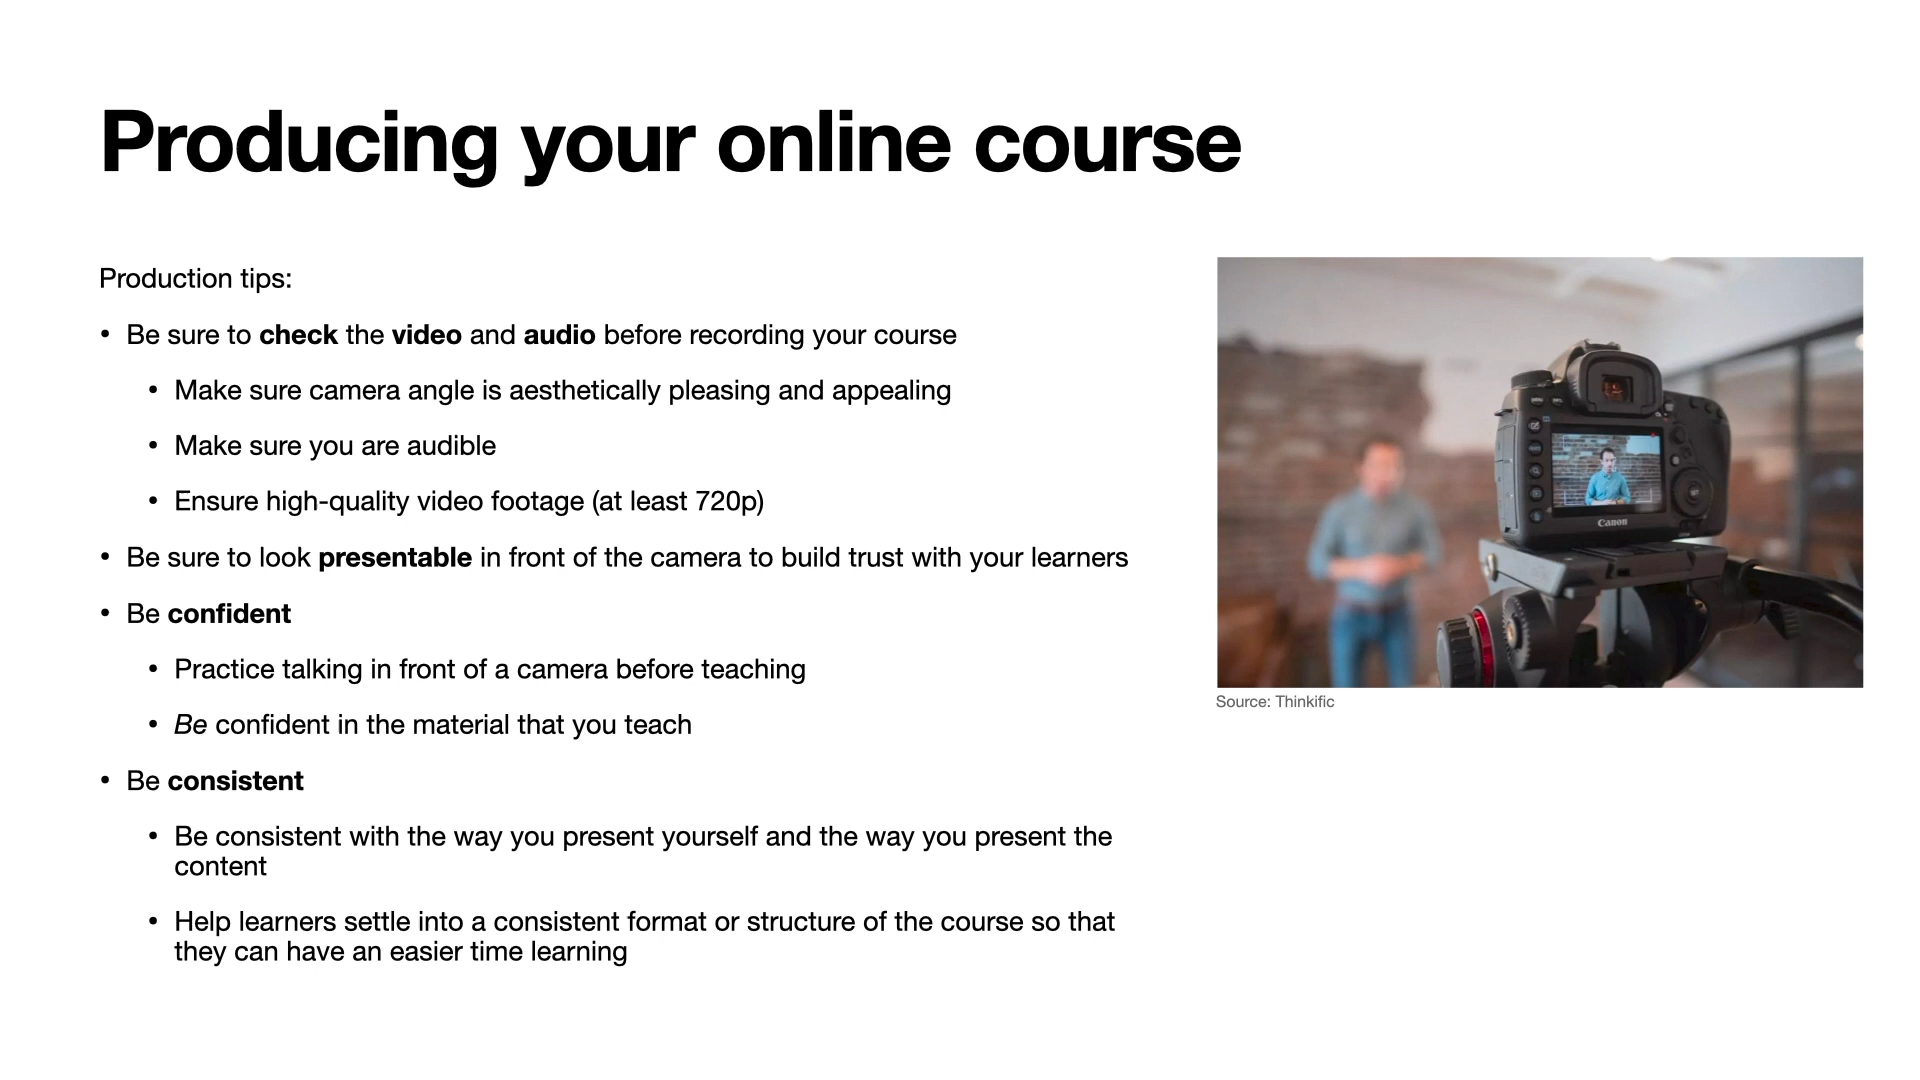 Producing your online course
Production tips:
• Be sure to check the video and audio before recording your course
• Make sure camera angle is aesthetically pleasing and appealing
• Make sure you are audible
• Ensure high-quality video footage (at least 720p)
• Be sure to look presentable in front of the camera to build trust with your learners
• Be confident
• Practice talking in front of a camera before teaching
• Be confident in the material that you teach
• Be consistent
• Be consistent with the way you present yourself and the way you present the
content
• Help learners settle into a consistent format or structure of the course so that
they can have an easier time learning
Canon
Source: Thinkific